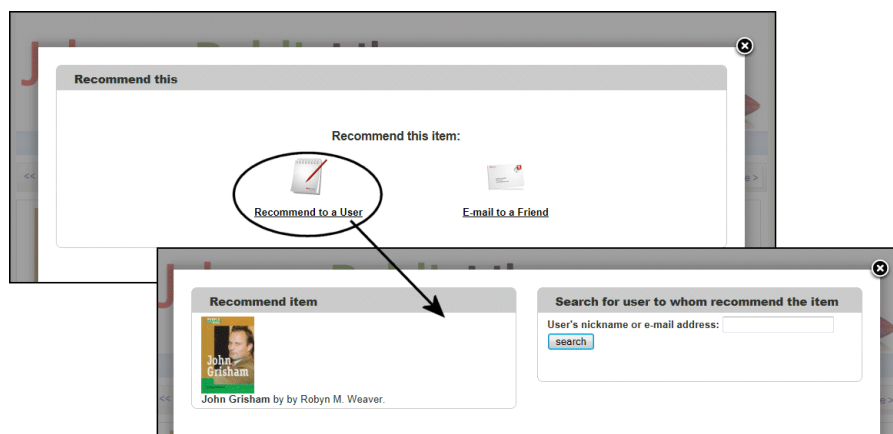 Recommend this
Recommend this item:
Recommend to a User
E-mail to a Friend
<<
e >
Recommend item
John
Grisham
John Grisham by by Robyn M. Weaver.
Search for user to whom recommend the item
User's nickname or e-mail address:
search
<<
e >